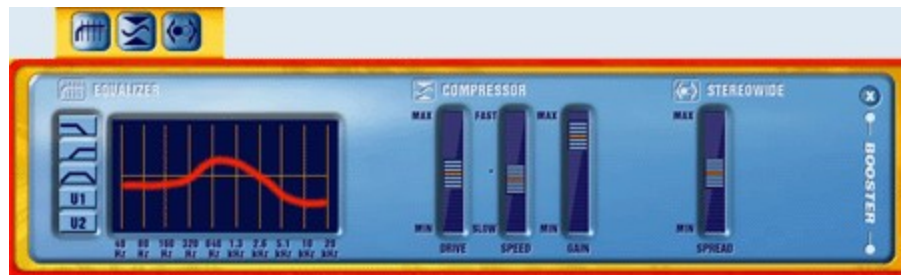 EQUALIZER
COMPRESSOR
STEREOWIDE
X
MAX FAST MAX MAX
U1
U2
MIN SLOW MIN MIN
40 80 160 320 640 1.3 2.6 5.1 10 20
Hz Hz Hz Hz Hz kHz kHz kHz kHz kHz
DRIVE SPEED GAIN SPREAD
BOOSTER